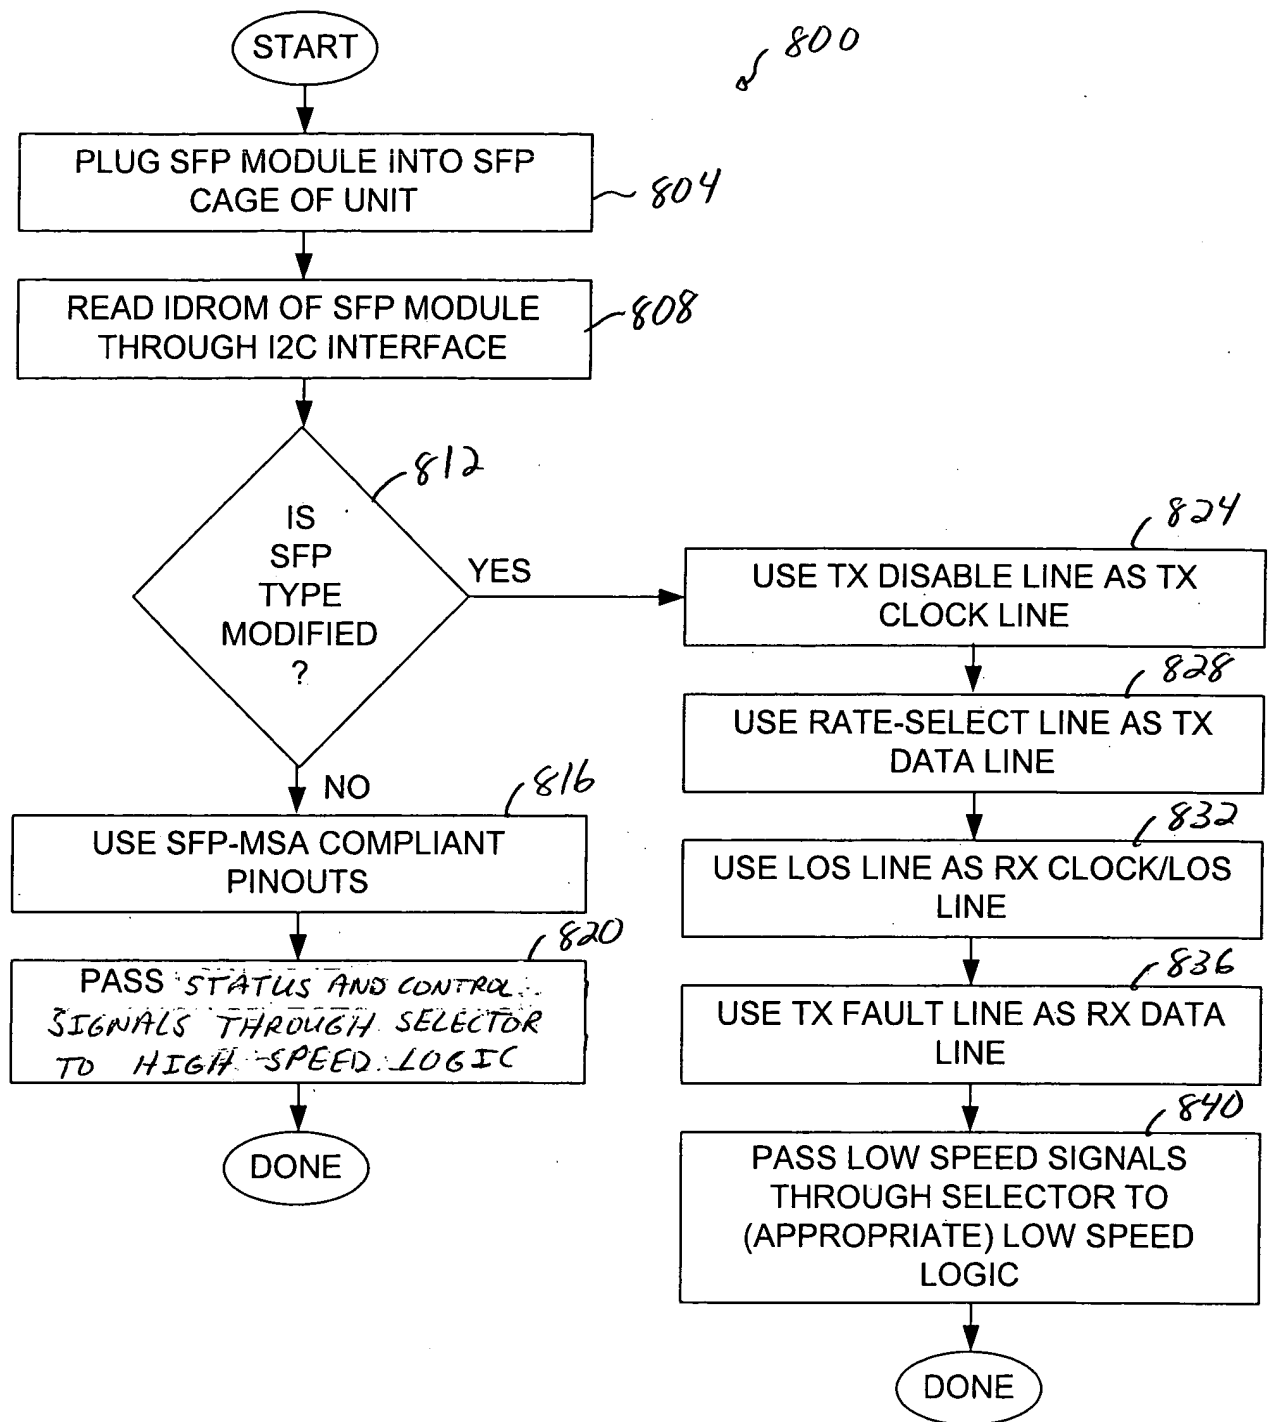 START
800
PLUG SFP MODULE INTO SFP
CAGE OF UNIT
804
READ IDROM OF SFP MODULE
THROUGH I2C INTERFACE
808
812
IS
SFP
TYPE
MODIFIED
?
YES
NO
816
USE SFP-MSA COMPLIANT
PINOUTS
820
PASS STATUS AND CONTROL
SIGNALS THROUGH SELECTOR
TO HIGH SPEED LOGIC
DONE
824
USE TX DISABLE LINE AS TX
CLOCK LINE
828
USE RATE-SELECT LINE AS TX
DATA LINE
832
USE LOS LINE AS RX CLOCK/LOS
LINE
836
USE TX FAULT LINE AS RX DATA
LINE
840
PASS LOW SPEED SIGNALS
THROUGH SELECTOR TO
(APPROPRIATE) LOW SPEED
LOGIC
DONE